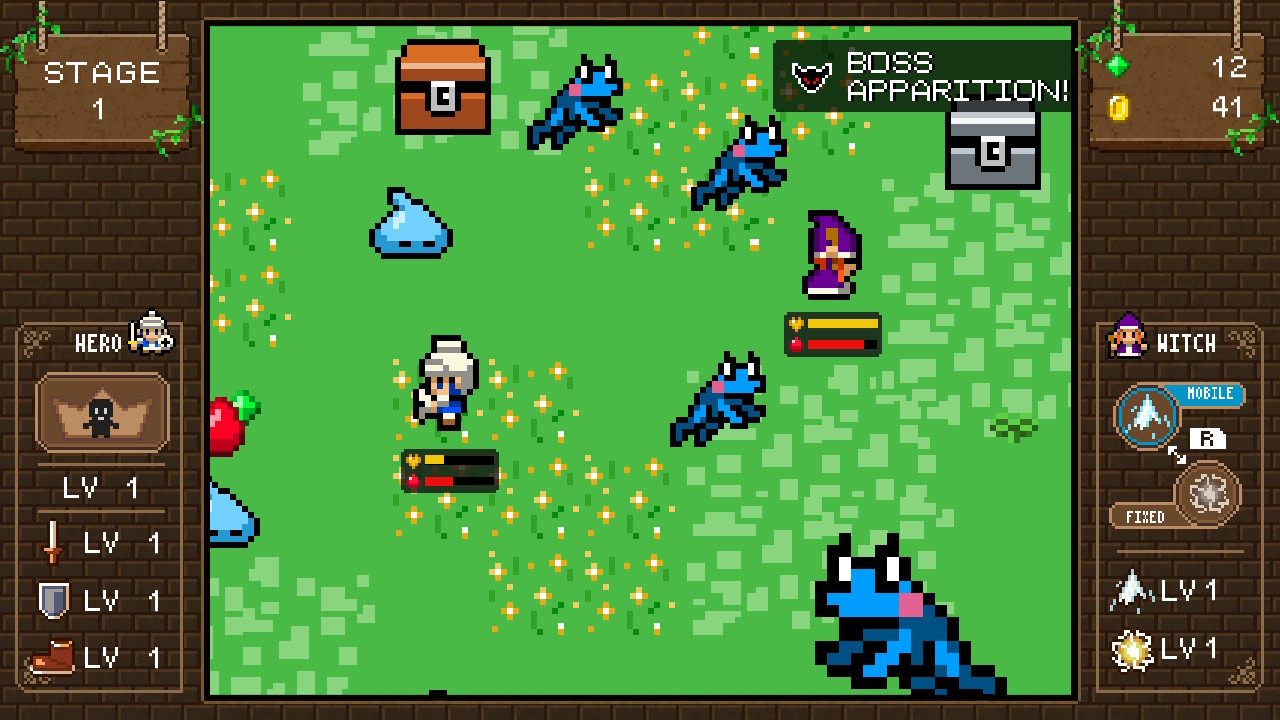 STAGE
1
BOSS
APPARITION!
12
41
HERO
LV 1
LV 1
LV 1
LV 1
WITCH
MOBILE
R
FIXED
LV 1
LV 1